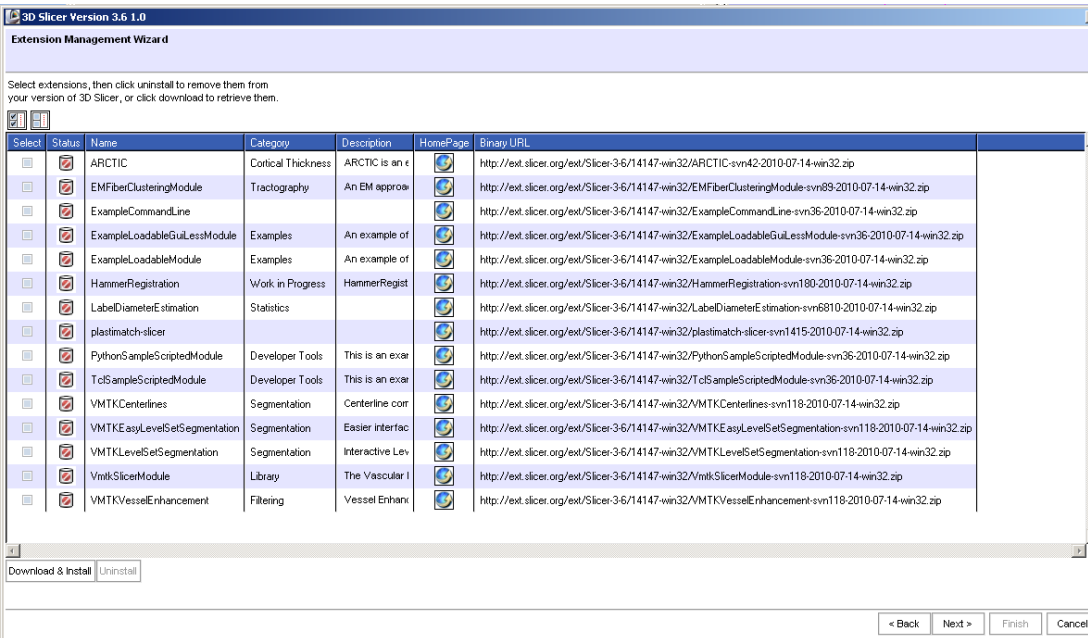 3D Slicer Version 3.6 1.0
Extension Management Wizard
Select extensions, then click uninstall to remove them from
your version of 3D Slicer, or click download to retrieve them.
Select Status Name Category Description HomePage Binary URL
ARCTIC Cortical Thickness ARCTIC is an e http://ext.slicer.org/ext/Slicer-3-6/14147-win32/ARCTIC-svn42-2010-07-14-win32.zip
EMFiberClusteringModule Tractography An EM approa http://ext.slicer.org/ext/Slicer-3-6/14147-win32/EMFiberClusteringModule-svn89-2010-07-14-win32.zip
ExampleCommandLine http://ext.slicer.org/ext/Slicer-3-6/14147-win32/ExampleCommandLine-svn36-2010-07-14-win32.zip
ExampleLoadableGuiLessModule Examples An example of http://ext.slicer.org/ext/Slicer-3-6/14147-win32/ExampleLoadableGuiLessModule-svn36-2010-07-14-win32.zip
ExampleLoadableModule Examples An example of http://ext.slicer.org/ext/Slicer-3-6/14147-win32/ExampleLoadableModule-svn36-2010-07-14-win32.zip
HammerRegistration Work in Progress HammerRegist http://ext.slicer.org/ext/Slicer-3-6/14147-win32/HammerRegistration-svn180-2010-07-14-win32.zip
LabelDiameterEstimation Statistics http://ext.slicer.org/ext/Slicer-3-6/14147-win32/LabelDiameterEstimation-svn6810-2010-07-14-win32.zip
plastimatch-slicer http://ext.slicer.org/ext/Slicer-3-6/14147-win32/plastimatch-slicer-svn1415-2010-07-14-win32.zip
PythonSampleScriptedModule Developer Tools This is an exar http://ext.slicer.org/ext/Slicer-3-6/14147-win32/PythonSampleScriptedModule-svn36-2010-07-14-win32.zip
TclSampleScriptedModule Developer Tools This is an exar http://ext.slicer.org/ext/Slicer-3-6/14147-win32/TclSampleScriptedModule-svn36-2010-07-14-win32.zip
VMTKCenterlines Segmentation Centerline com http://ext.slicer.org/ext/Slicer-3-6/14147-win32/VMTKCenterlines-svn118-2010-07-14-win32.zip
VMTKEasyLevelSetSegmentation Segmentation Easier interfac http://ext.slicer.org/ext/Slicer-3-6/14147-win32/VMTKEasyLevelSetSegmentation-svn118-2010-07-14-win32.zip
VMTKLevelSetSegmentation Segmentation Interactive Lev http://ext.slicer.org/ext/Slicer-3-6/14147-win32/VMTKLevelSetSegmentation-svn118-2010-07-14-win32.zip
VmtkSlicerModule Library The Vascular I http://ext.slicer.org/ext/Slicer-3-6/14147-win32/VmtkSlicerModule-svn118-2010-07-14-win32.zip
VMTKVesselEnhancement Filtering Vessel Enhanc http://ext.slicer.org/ext/Slicer-3-6/14147-win32/VMTKVesselEnhancement-svn118-2010-07-14-win32.zip
Download & Install Uninstall
< Back Next > Finish Cancel